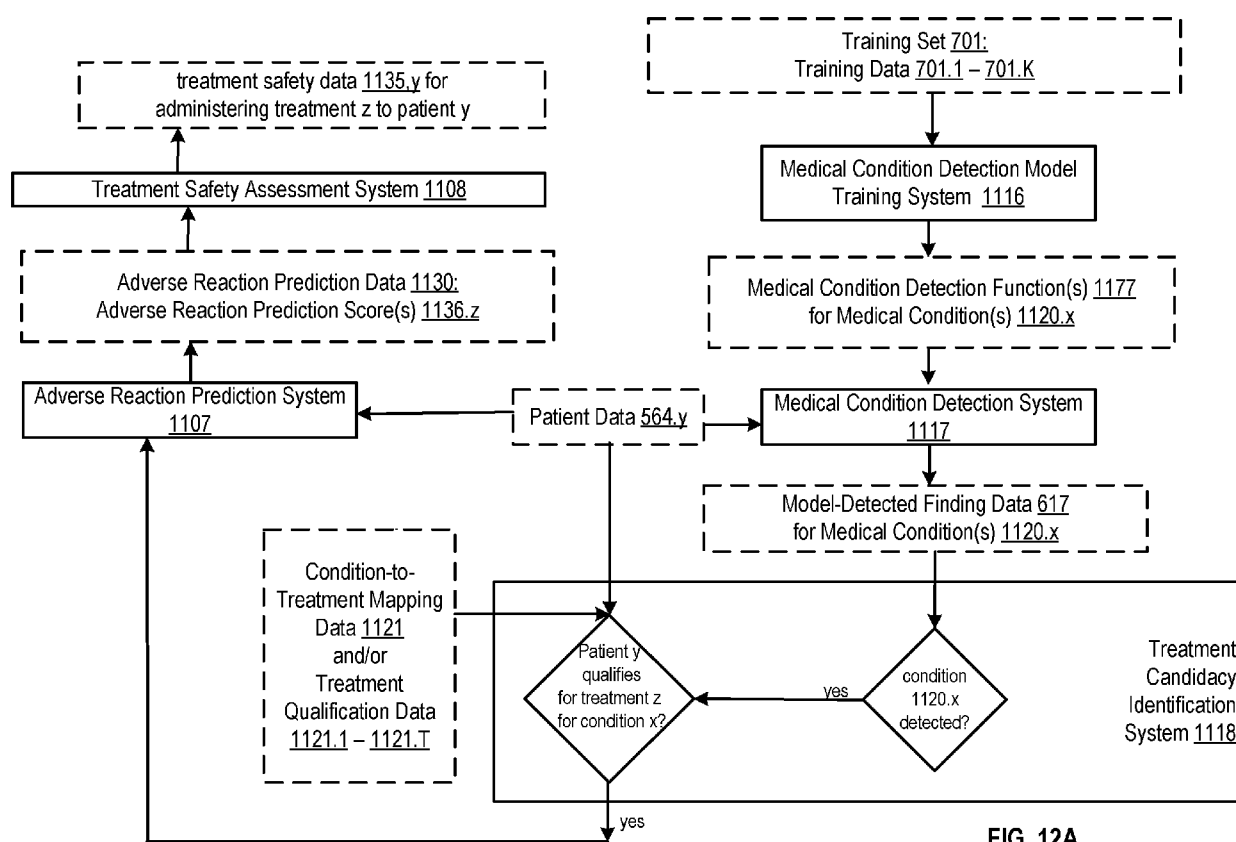 Training Set 701:
Training Data 701.1 – 701.K
treatment safety data 1135,y for
administering treatment z to patient y
Medical Condition Detection Model
Training System 1116
Treatment Safety Assessment System 1108
Adverse Reaction Prediction Data 1130:
Adverse Reaction Prediction Score(s) 1136.z
Medical Condition Detection Function(s) 1177
for Medical Condition(s) 1120.x
Adverse Reaction Prediction System
1107
Patient Data 564.y
Medical Condition Detection System
1117
Model-Detected Finding Data 617
for Medical Condition(s) 1120.x
Condition-to-
Treatment Mapping
Data 1121
and/or
Treatment
Qualification Data
1121.1 – 1121.T
Patient y
qualifies
for treatment z
for condition x?
yes
condition
1120.x
detected?
Treatment
Candidacy
Identification
System 1118
yes
FIG. 12A